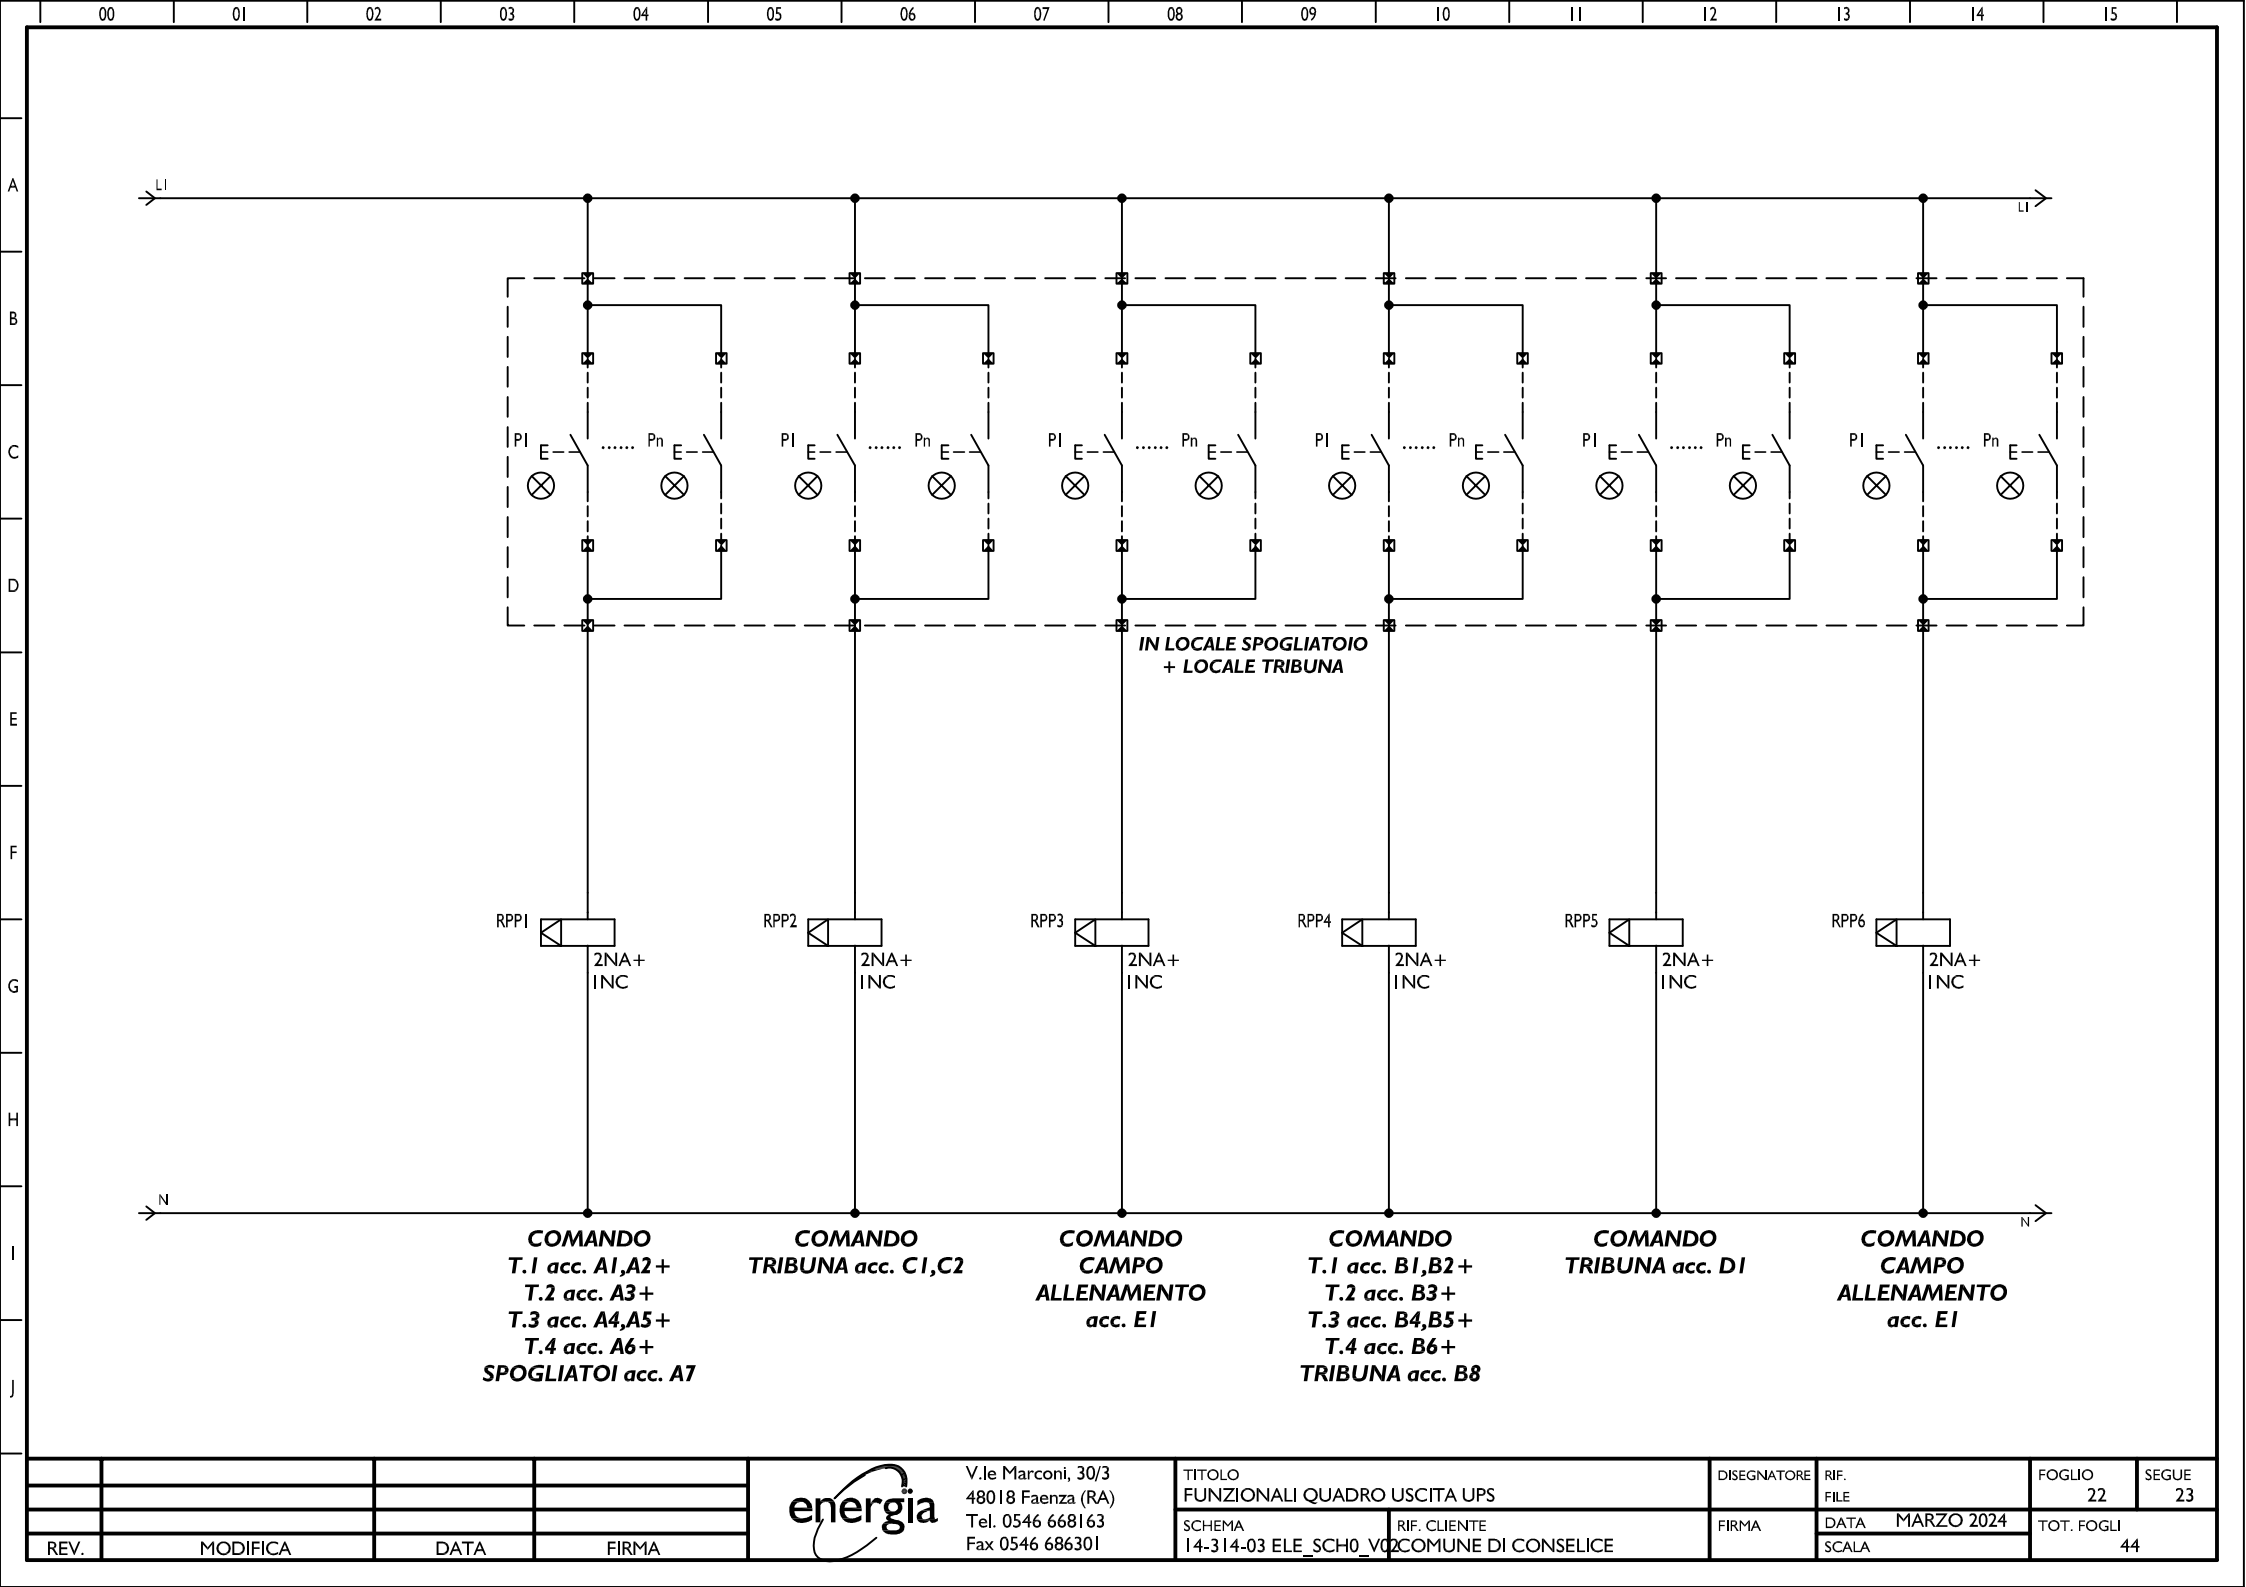 00 01 02 03 04 05 06 07 08 09 10 11 12 13 14 15
A
B
C
D
E
F
G
H
I
J
L1
L1
P1 E ...... Pn E P1 E ...... Pn E P1 E ...... Pn E P1 E ...... Pn E P1 E ...... Pn E P1 E ...... Pn E
IN LOCALE SPOGLIATOIO
+ LOCALE TRIBUNA
RPP1 RPP2 RPP3 RPP4 RPP5 RPP6
2NA+ 2NA+ 2NA+ 2NA+ 2NA+ 2NA+
1NC 1NC 1NC 1NC 1NC 1NC
N
N
COMANDO
T.1 acc. A1,A2+
T.2 acc. A3+
T.3 acc. A4,A5+
T.4 acc. A6+
SPOGLIATOI acc. A7
COMANDO
TRIBUNA acc. C1,C2
COMANDO
CAMPO
ALLENAMENTO
acc. E1
COMANDO
T.1 acc. B1,B2+
T.2 acc. B3+
T.3 acc. B4,B5+
T.4 acc. B6+
TRIBUNA acc. B8
COMANDO
TRIBUNA acc. D1
COMANDO
CAMPO
ALLENAMENTO
acc. E1
REV. MODIFICA DATA FIRMA
energia
V.le Marconi, 30/3
48018 Faenza (RA)
Tel. 0546 668163
Fax 0546 686301
TITOLO
FUNZIONALI QUADRO USCITA UPS
SCHEMA
14-314-03 ELE_SCH0_V02
RIF. CLIENTE
COMUNE DI CONSELICE
DISEGNATORE
FIRMA
RIF.
FILE
DATA MARZO 2024
SCALA
FOGLIO
22
SEGUE
23
TOT. FOGLI
44